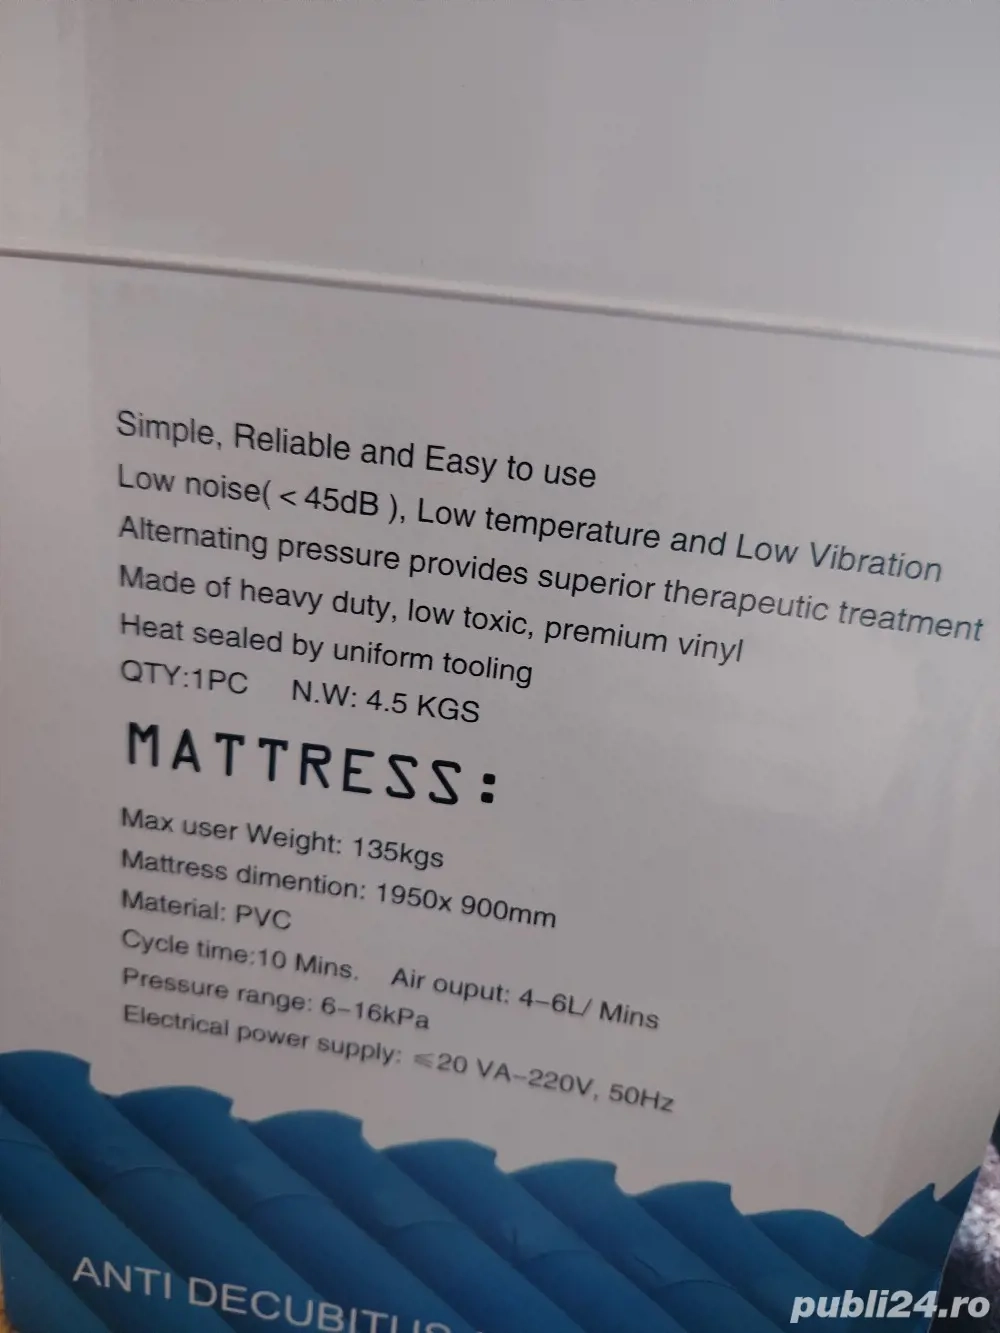 Simple, Reliable and Easy to use
Low noise( < 45dB ), Low temperature and Low Vibration
Alternating pressure provides superior therapeutic treatment
Made of heavy duty, low toxic, premium vinyl
Heat sealed by uniform tooling
QTY:1PC N.W: 4.5 KGS
MATTRESS:
Max user Weight: 135kgs
Mattress dimention: 1950x 900mm
Material: PVC
Cycle time:10 Mins. Air ouput: 4-6L/ Mins
Pressure range: 6-16kPa
Electrical power supply: ≤20 VA-220V, 50Hz
ANTI DECUBITUS
publi24.ro